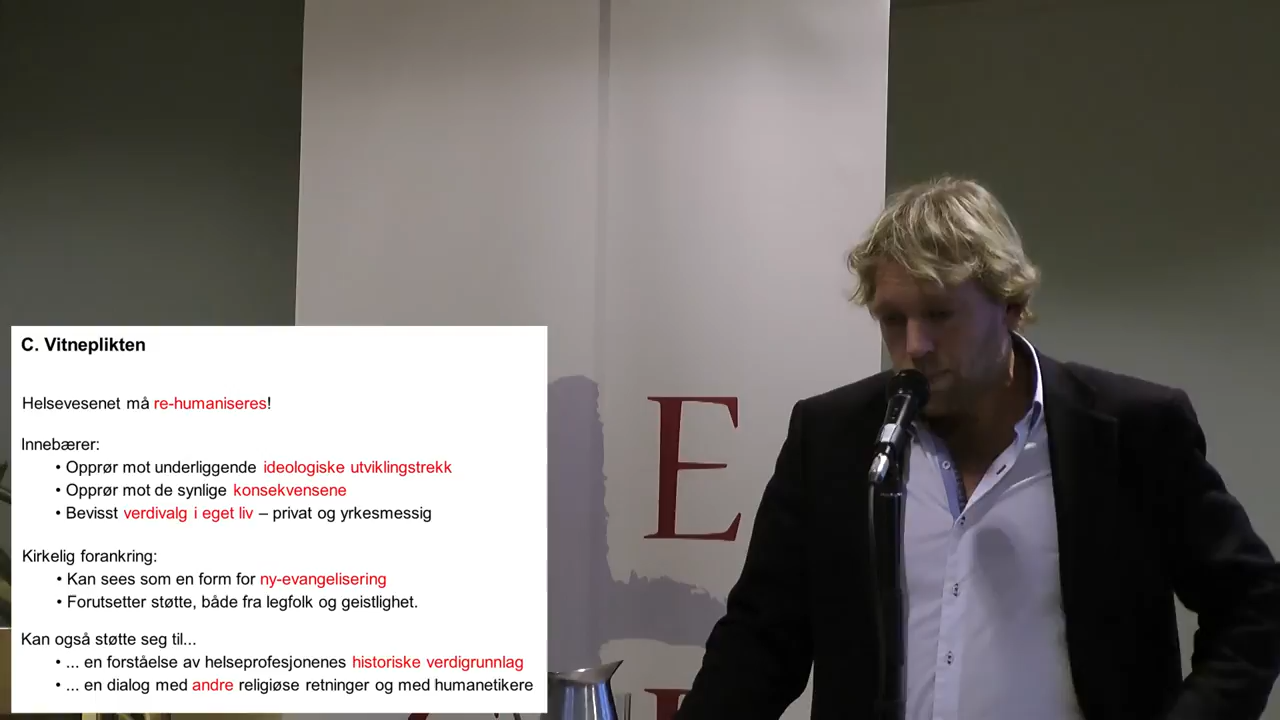 C. Vitneplikten
Helsevesenet må re-humaniseres!
Innebærer:
• Opprør mot underliggende ideologiske utviklingstrekk
• Opprør mot de synlige konsekvensene
• Bevisst verdivalg i eget liv – privat og yrkesmessig
Kirkelig forankring:
• Kan sees som en form for ny-evangelisering
• Forutsetter støtte, både fra legfolk og geistlighet.
Kan også støtte seg til...
• ... en forståelse av helseprofesjonenes historiske verdigrunnlag
• ... en dialog med andre religiøse retninger og med humanetikere
E